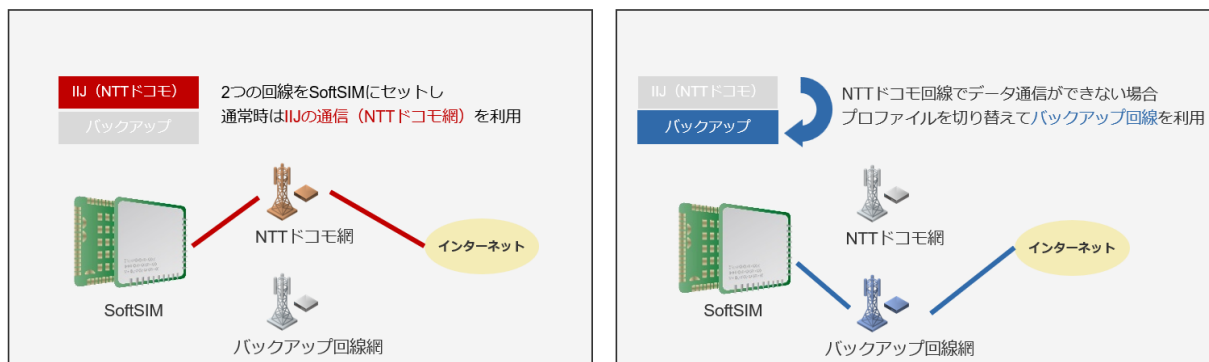 IIJ（NTTドコモ）
バックアップ
2つの回線をSoftSIMにセットし
通常時はIIJの通信（NTTドコモ網）を利用
NTTドコモ網
インターネット
SoftSIM
バックアップ回線網
IIJ（NTTドコモ）
バックアップ
NTTドコモ回線でデータ通信ができない場合
プロファイルを切り替えてバックアップ回線を利用
NTTドコモ網
インターネット
SoftSIM
バックアップ回線網